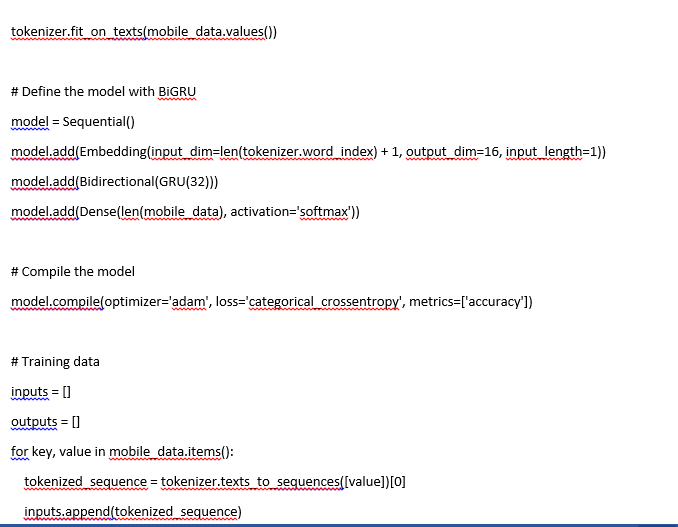 tokenizer.fit_on_texts(mobile_data.values())
# Define the model with BiGRU
model = Sequential()
model.add(Embedding(input_dim=len(tokenizer.word_index) + 1, output_dim=16, input_length=1))
model.add(Bidirectional(GRU(32)))
model.add(Dense(len(mobile_data), activation='softmax'))
# Compile the model
model.compile(optimizer='adam', loss='categorical_crossentropy', metrics=['accuracy'])
# Training data
inputs = []
outputs = []
for key, value in mobile_data.items():
tokenized_sequence = tokenizer.texts_to_sequences([value])[0]
inputs.append(tokenized_sequence)